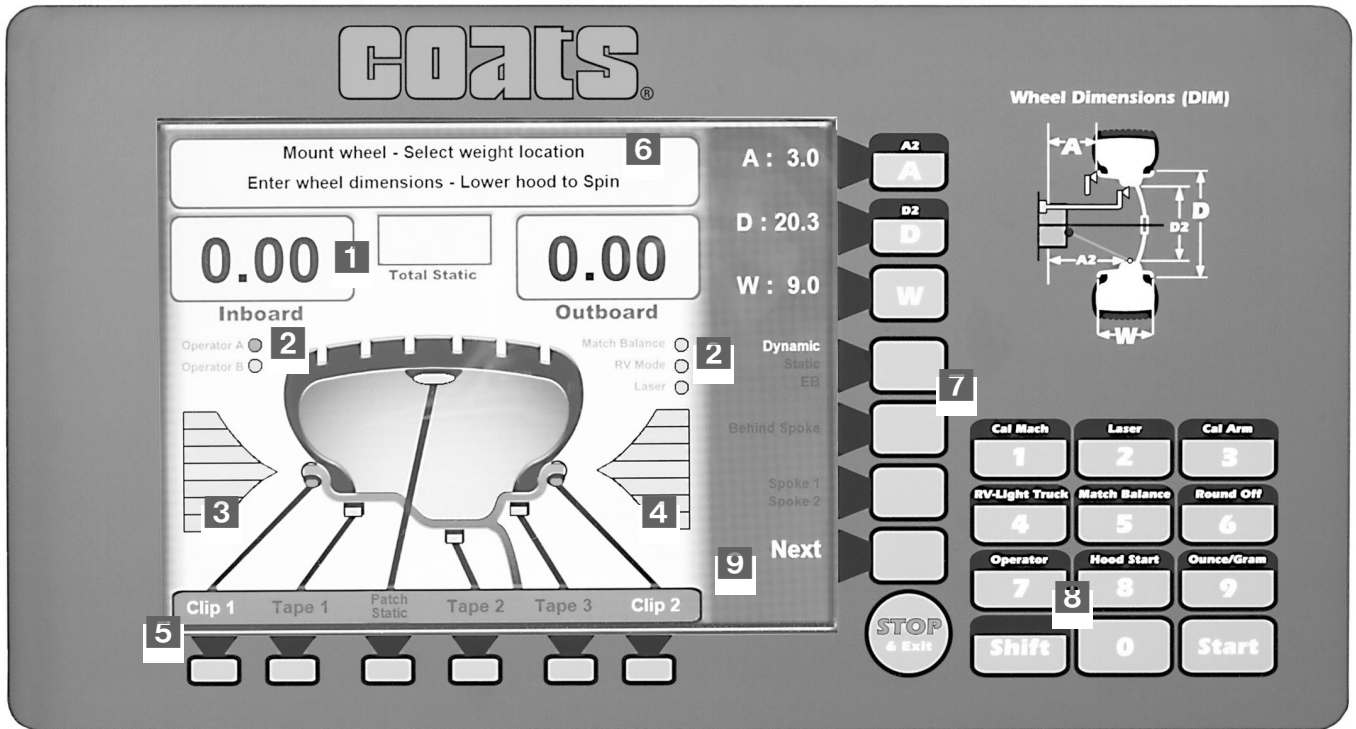 coats®
Wheel Dimensions (DIM)
A
D
D2
A2
W
Mount wheel - Select weight location
Enter wheel dimensions - Lower hood to Spin
6
0.00
1
Total Static
0.00
Inboard
Outboard
Operator A
Operator B
2
Match Balance
RV Mode
Laser
2
3
4
A : 3.0
D : 20.3
W : 9.0
Dynamic
Static
EB
Behind Spoke
Spoke 1
Spoke 2
9
Next
A2
A
D2
D
W
7
STOP
& Exit
Clip 1
Tape 1
Patch
Static
Tape 2
Tape 3
Clip 2
5
Cal Mach
1
Laser
2
Cal Arm
3
RV-Light Truck
4
Match Balance
5
Round Off
6
Operator
7
Hood Start
8
Ounce/Gram
9
8
Shift
0
Start